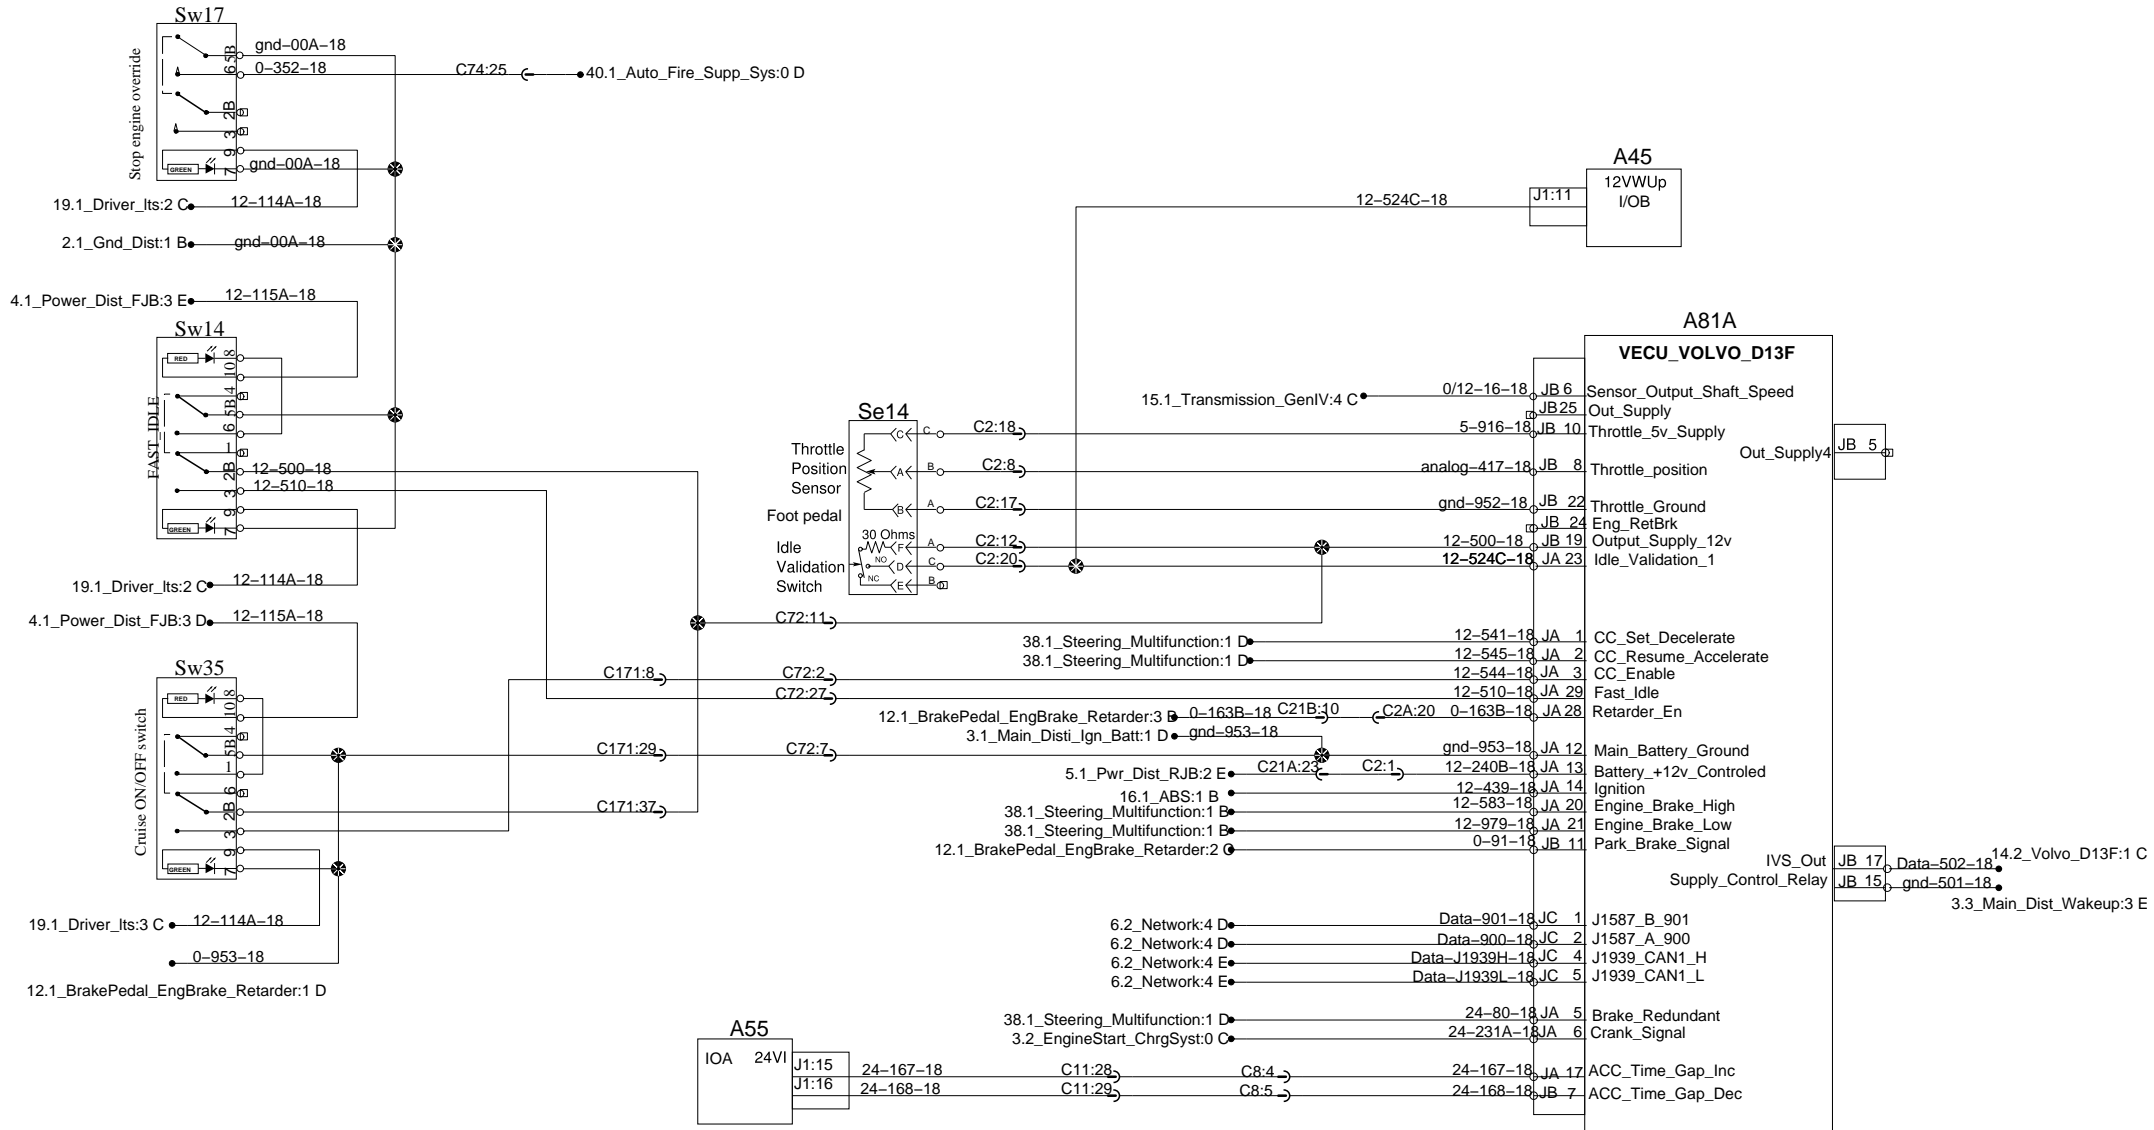 Sw17
Stop engine override
5B
6
2B
3
9
7
GREEN
gnd-00A-18
0-352-18
C74:25
40.1_Auto_Fire_Supp_Sys:0 D
gnd-00A-18
19.1_Driver_lts:2 C
12-114A-18
2.1_Gnd_Dist:1 B
gnd-00A-18
4.1_Power_Dist_FJB:3 E
12-115A-18
Sw14
FAST_IDLE
RED
8
10
4
5B
6
1
2B
3
9
7
GREEN
12-500-18
12-510-18
19.1_Driver_lts:2 C
12-114A-18
4.1_Power_Dist_FJB:3 D
12-115A-18
Sw35
Cruise ON/OFF switch
RED
8
10
4
5B
1
6
2B
3
9
7
GREEN
19.1_Driver_lts:3 C
12-114A-18
0-953-18
12.1_BrakePedal_EngBrake_Retarder:1 D
C171:8
C171:29
C171:37
C72:11
C72:2
C72:27
C72:7
A45
12VWUp
I/OB
J1:11
12-524C-18
Se14
Throttle
Position
Sensor
Foot pedal
Idle
Validation
Switch
30 Ohms
NO
NC
C C C2:18
A B C2:8
B A C2:17
F A C2:12
D C C2:20
E B
A81A
VECU_VOLVO_D13F
15.1_Transmission_GenIV:4 C 0/12-16-18 JB 6 Sensor_Output_Shaft_Speed
JB 25 Out_Supply
5-916-18 JB 10 Throttle_5v_Supply
analog-417-18 JB 8 Throttle_position
gnd-952-18 JB 22 Throttle_Ground
JB 24 Eng_RetBrk
12-500-18 JB 19 Output_Supply_12v
12-524C-18 JA 23 Idle_Validation_1
Out_Supply4 JB 5
38.1_Steering_Multifunction:1 D 12-541-18 JA 1 CC_Set_Decelerate
38.1_Steering_Multifunction:1 D 12-545-18 JA 2 CC_Resume_Accelerate
12-544-18 JA 3 CC_Enable
12-510-18 JA 29 Fast_Idle
12.1_BrakePedal_EngBrake_Retarder:3 0-163B-18 C21B:10 C2A:20 0-163B-18 JA 28 Retarder_En
3.1_Main_Disti_Ign_Batt:1 D gnd-953-18
gnd-953-18 JA 12 Main_Battery_Ground
5.1_Pwr_Dist_RJB:2 E C21A:23 C2:1 12-240B-18 JA 13 Battery_+12v_Controled
16.1_ABS:1 B 12-439-18 JA 14 Ignition
38.1_Steering_Multifunction:1 B 12-583-18 JA 20 Engine_Brake_High
38.1_Steering_Multifunction:1 B 12-979-18 JA 21 Engine_Brake_Low
12.1_BrakePedal_EngBrake_Retarder:2 C 0-91-18 JB 11 Park_Brake_Signal
IVS_Out JB 17 Data-502-18 14.2_Volvo_D13F:1 C
Supply_Control_Relay JB 15 gnd-501-18
3.3_Main_Dist_Wakeup:3 E
6.2_Network:4 D Data-901-18 JC 1 J1587_B_901
6.2_Network:4 D Data-900-18 JC 2 J1587_A_900
6.2_Network:4 E Data-J1939H-18 JC 4 J1939_CAN1_H
6.2_Network:4 E Data-J1939L-18 JC 5 J1939_CAN1_L
38.1_Steering_Multifunction:1 D 24-80-18 JA 5 Brake_Redundant
3.2_EngineStart_ChrgSyst:0 C 24-231A-18 JA 6 Crank_Signal
A55
IOA 24VI
J1:15 24-167-18 C11:28 C8:4 24-167-18 JA 17 ACC_Time_Gap_Inc
J1:16 24-168-18 C11:29 C8:5 24-168-18 JB 7 ACC_Time_Gap_Dec